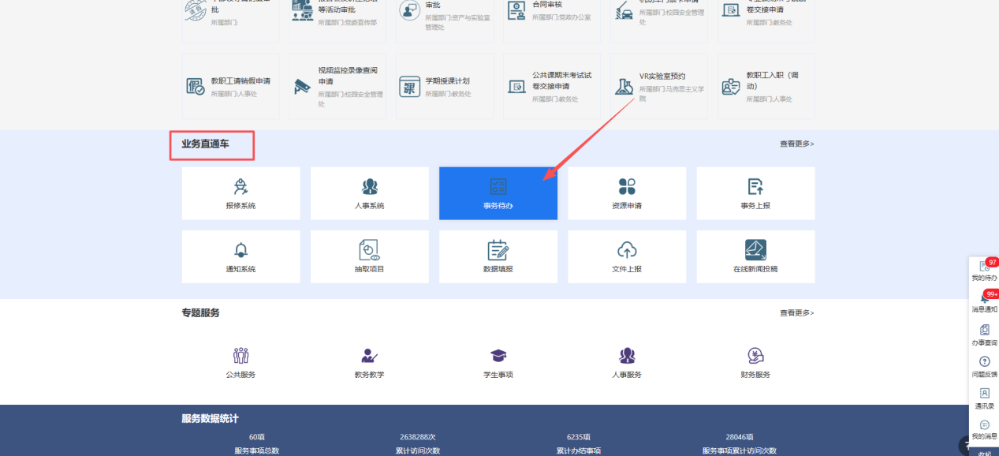 批
所属部门:
等活动审批
所属部门:党委宣传部
审批
所属部门:资产与实验室
管理处
合同审核
所属部门:党政办公室
所属部门:校园安全管理
处
卷交接申请
所属部门:教务处
教职工请销假申请
所属部门:人事处
视频监控录像查阅
申请
所属部门:校园安全管理
处
学期授课计划
所属部门:教务处
公共课期末考试试
卷交接申请
所属部门:教务处
VR实验室预约
所属部门:马克思主义学
院
教职工入职（调
动）
所属部门:人事处
业务直通车
查看更多>
报修系统
人事系统
事务待办
资源申请
事务上报
通知系统
抽取项目
数据填报
文件上报
在线新闻投稿
专题服务
查看更多>
公共服务
教务教学
学生事项
人事服务
财务服务
服务数据统计
60项
服务事项总数
2638288次
累计访问次数
6235项
累计办结事项
28046项
服务事项累计访问次数
97
我的待办
99+
消息通知
办事查询
问题反馈
通讯录
我的消息
收起